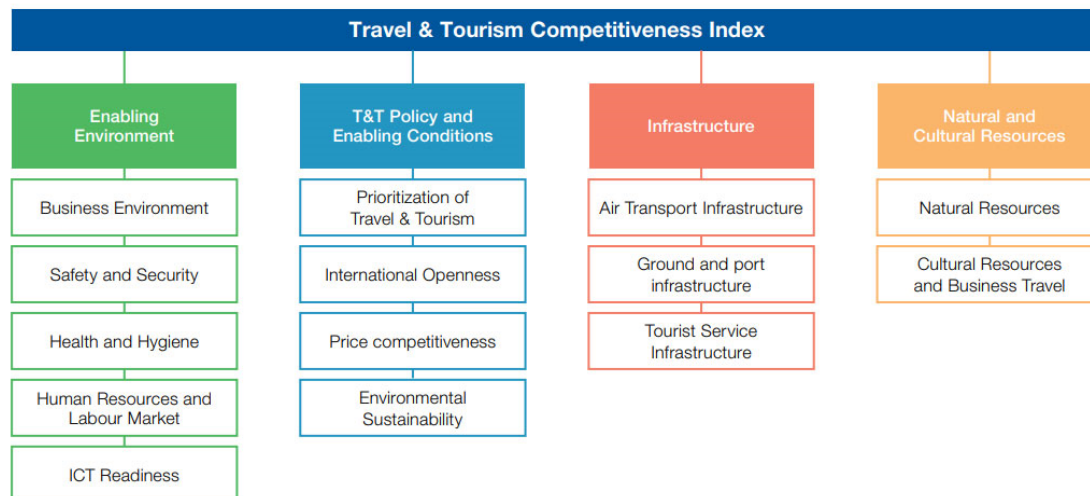 Travel & Tourism Competitiveness Index
Enabling
Environment
Business Environment
Safety and Security
Health and Hygiene
Human Resources and
Labour Market
ICT Readiness
T&T Policy and
Enabling Conditions
Prioritization of
Travel & Tourism
International Openness
Price competitiveness
Environmental
Sustainability
Infrastructure
Air Transport Infrastructure
Ground and port
infrastructure
Tourist Service
Infrastructure
Natural and
Cultural Resources
Natural Resources
Cultural Resources
and Business Travel